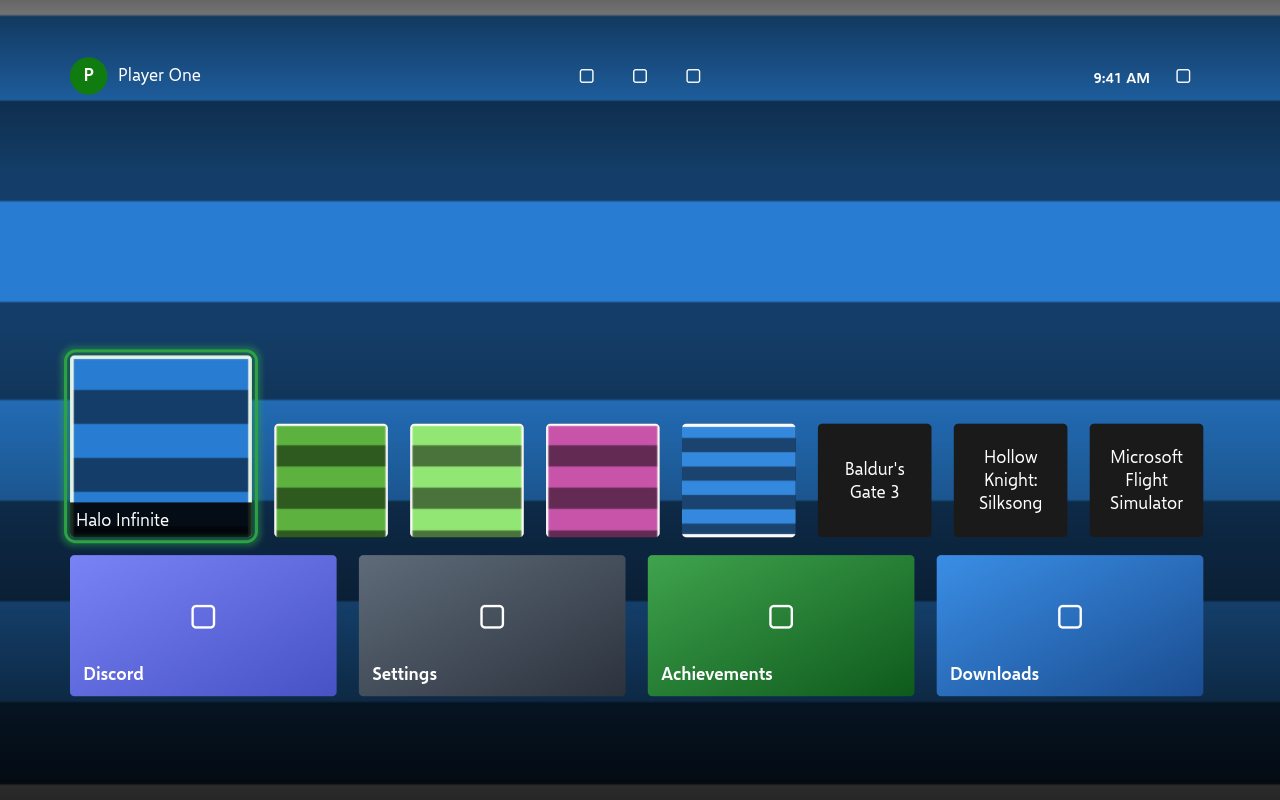 P
Player One
9:41 AM
Halo Infinite
Baldur's
Gate 3
Hollow
Knight:
Silksong
Microsoft
Flight
Simulator
Discord
Settings
Achievements
Downloads